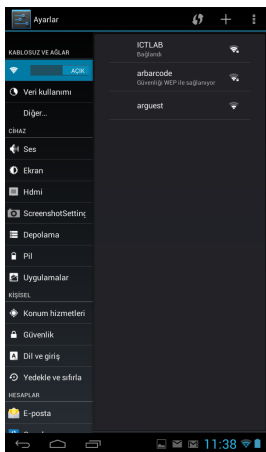 Ayarlar
KABLOSUZ VE AĞLAR
AÇIK
Veri kullanımı
Diğer...
CİHAZ
Ses
Ekran
Hdmi
ScreenshotSetting
Depolama
Pil
Uygulamalar
KİŞİSEL
Konum hizmetleri
Güvenlik
Dil ve giriş
Yedekle ve sıfırla
HESAPLAR
E-posta
ICTLAB
Bağlandı
arbarcode
Güvenliği WEP ile sağlanıyor
arguest
11:38